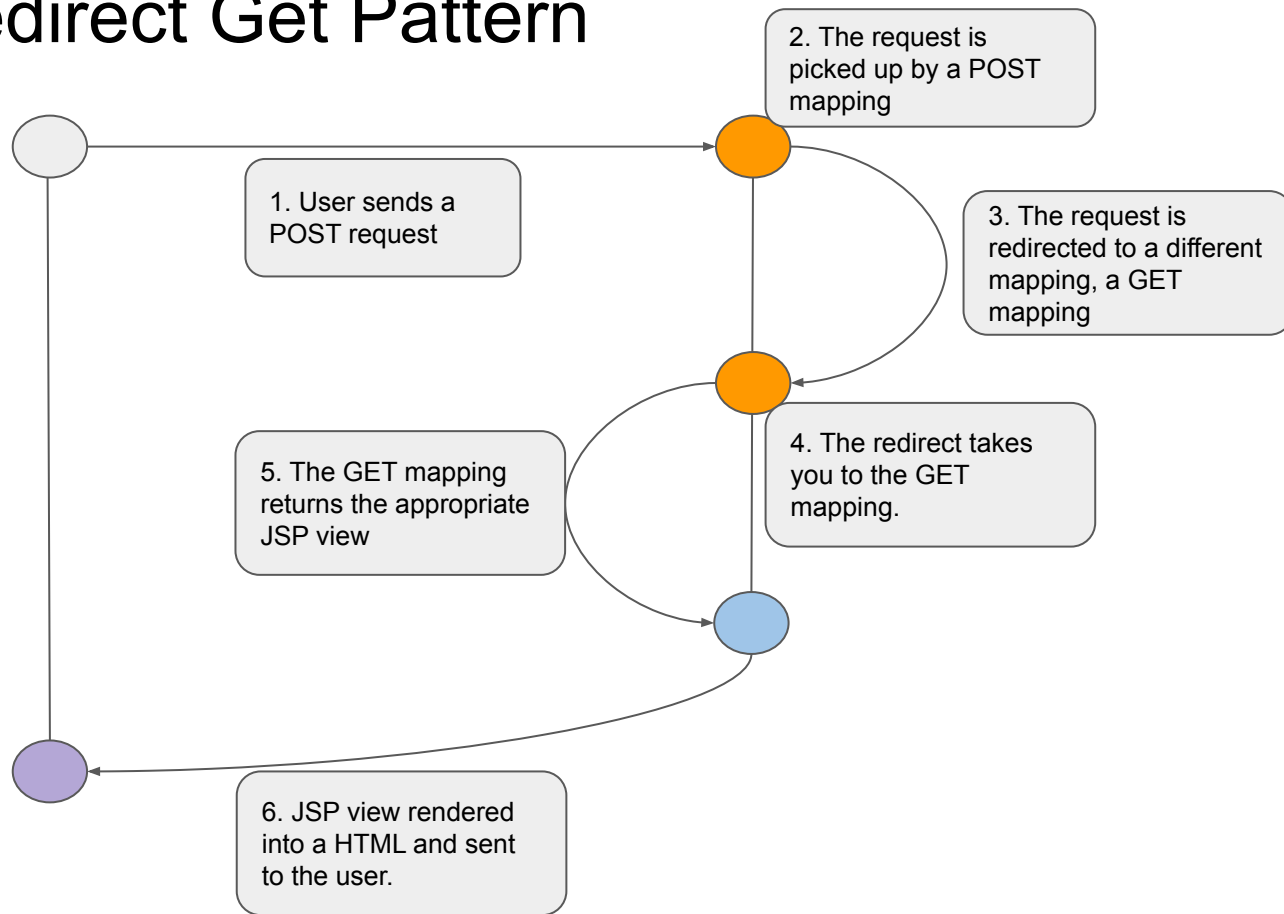 edirect Get Pattern
2. The request is
picked up by a POST
mapping
1. User sends a
POST request
3. The request is
redirected to a different
mapping, a GET
mapping
4. The redirect takes
you to the GET
mapping.
5. The GET mapping
returns the appropriate
JSP view
6. JSP view rendered
into a HTML and sent
to the user.